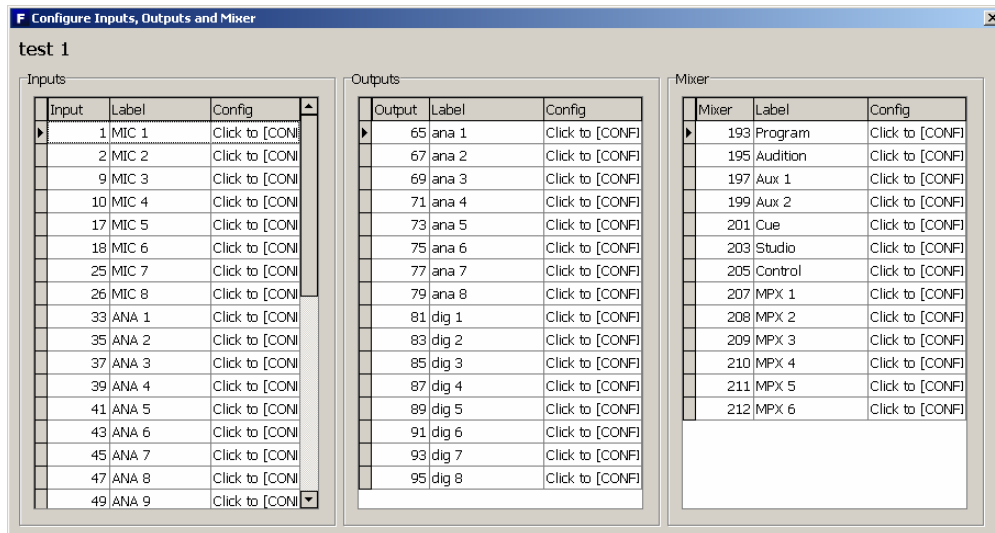 F Configure Inputs, Outputs and Mixer
test 1
Inputs
Input Label Config
1 MIC 1 Click to [CONI
2 MIC 2 Click to [CONI
9 MIC 3 Click to [CONI
10 MIC 4 Click to [CONI
17 MIC 5 Click to [CONI
18 MIC 6 Click to [CONI
25 MIC 7 Click to [CONI
26 MIC 8 Click to [CONI
33 ANA 1 Click to [CONI
35 ANA 2 Click to [CONI
37 ANA 3 Click to [CONI
39 ANA 4 Click to [CONI
41 ANA 5 Click to [CONI
43 ANA 6 Click to [CONI
45 ANA 7 Click to [CONI
47 ANA 8 Click to [CONI
49 ANA 9 Click to [CONI
Outputs
Output Label Config
65 ana 1 Click to [CONFI
67 ana 2 Click to [CONFI
69 ana 3 Click to [CONFI
71 ana 4 Click to [CONFI
73 ana 5 Click to [CONFI
75 ana 6 Click to [CONFI
77 ana 7 Click to [CONFI
79 ana 8 Click to [CONFI
81 dig 1 Click to [CONFI
83 dig 2 Click to [CONFI
85 dig 3 Click to [CONFI
87 dig 4 Click to [CONFI
89 dig 5 Click to [CONFI
91 dig 6 Click to [CONFI
93 dig 7 Click to [CONFI
95 dig 8 Click to [CONFI
Mixer
Mixer Label Config
193 Program Click to [CONFI
195 Audition Click to [CONFI
197 Aux 1 Click to [CONFI
199 Aux 2 Click to [CONFI
201 Cue Click to [CONFI
203 Studio Click to [CONFI
205 Control Click to [CONFI
207 MPX 1 Click to [CONFI
208 MPX 2 Click to [CONFI
209 MPX 3 Click to [CONFI
210 MPX 4 Click to [CONFI
211 MPX 5 Click to [CONFI
212 MPX 6 Click to [CONFI